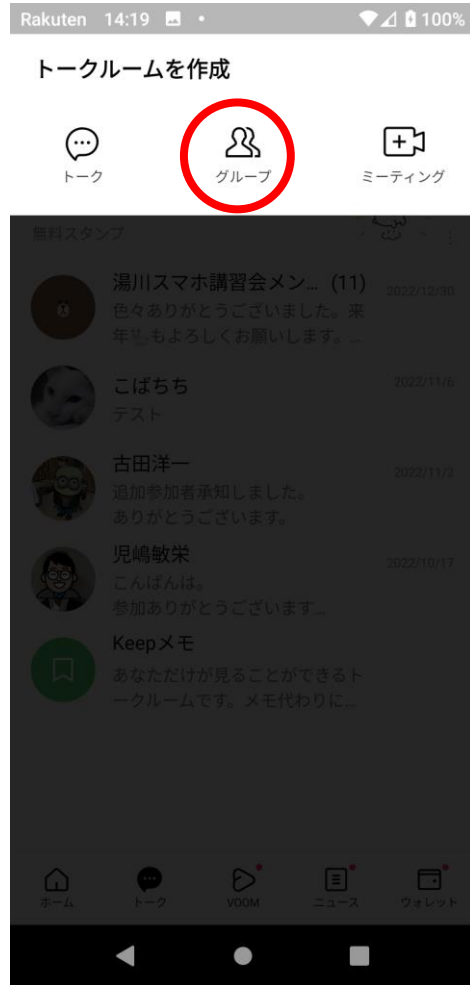 Rakuten 14:19 100%
トークルームを作成
トーク
グループ
ミーティング
無料スタンプ
湯川スマホ講習会メン... (11)
2022/12/30
色々ありがとうございました。来
年もよろしくお願いします。...
こばちち
2022/11/6
テスト
古田洋一
2022/11/2
追加参加者承知しました。
ありがとうございます。
児嶋敏栄
2022/10/17
こんばんは。
参加ありがとうございます...
Keepメモ
あなただけが見ることができるト
ークルームです。メモ代わりに...
ホーム
トーク
VOOM
ニュース
ウォレット